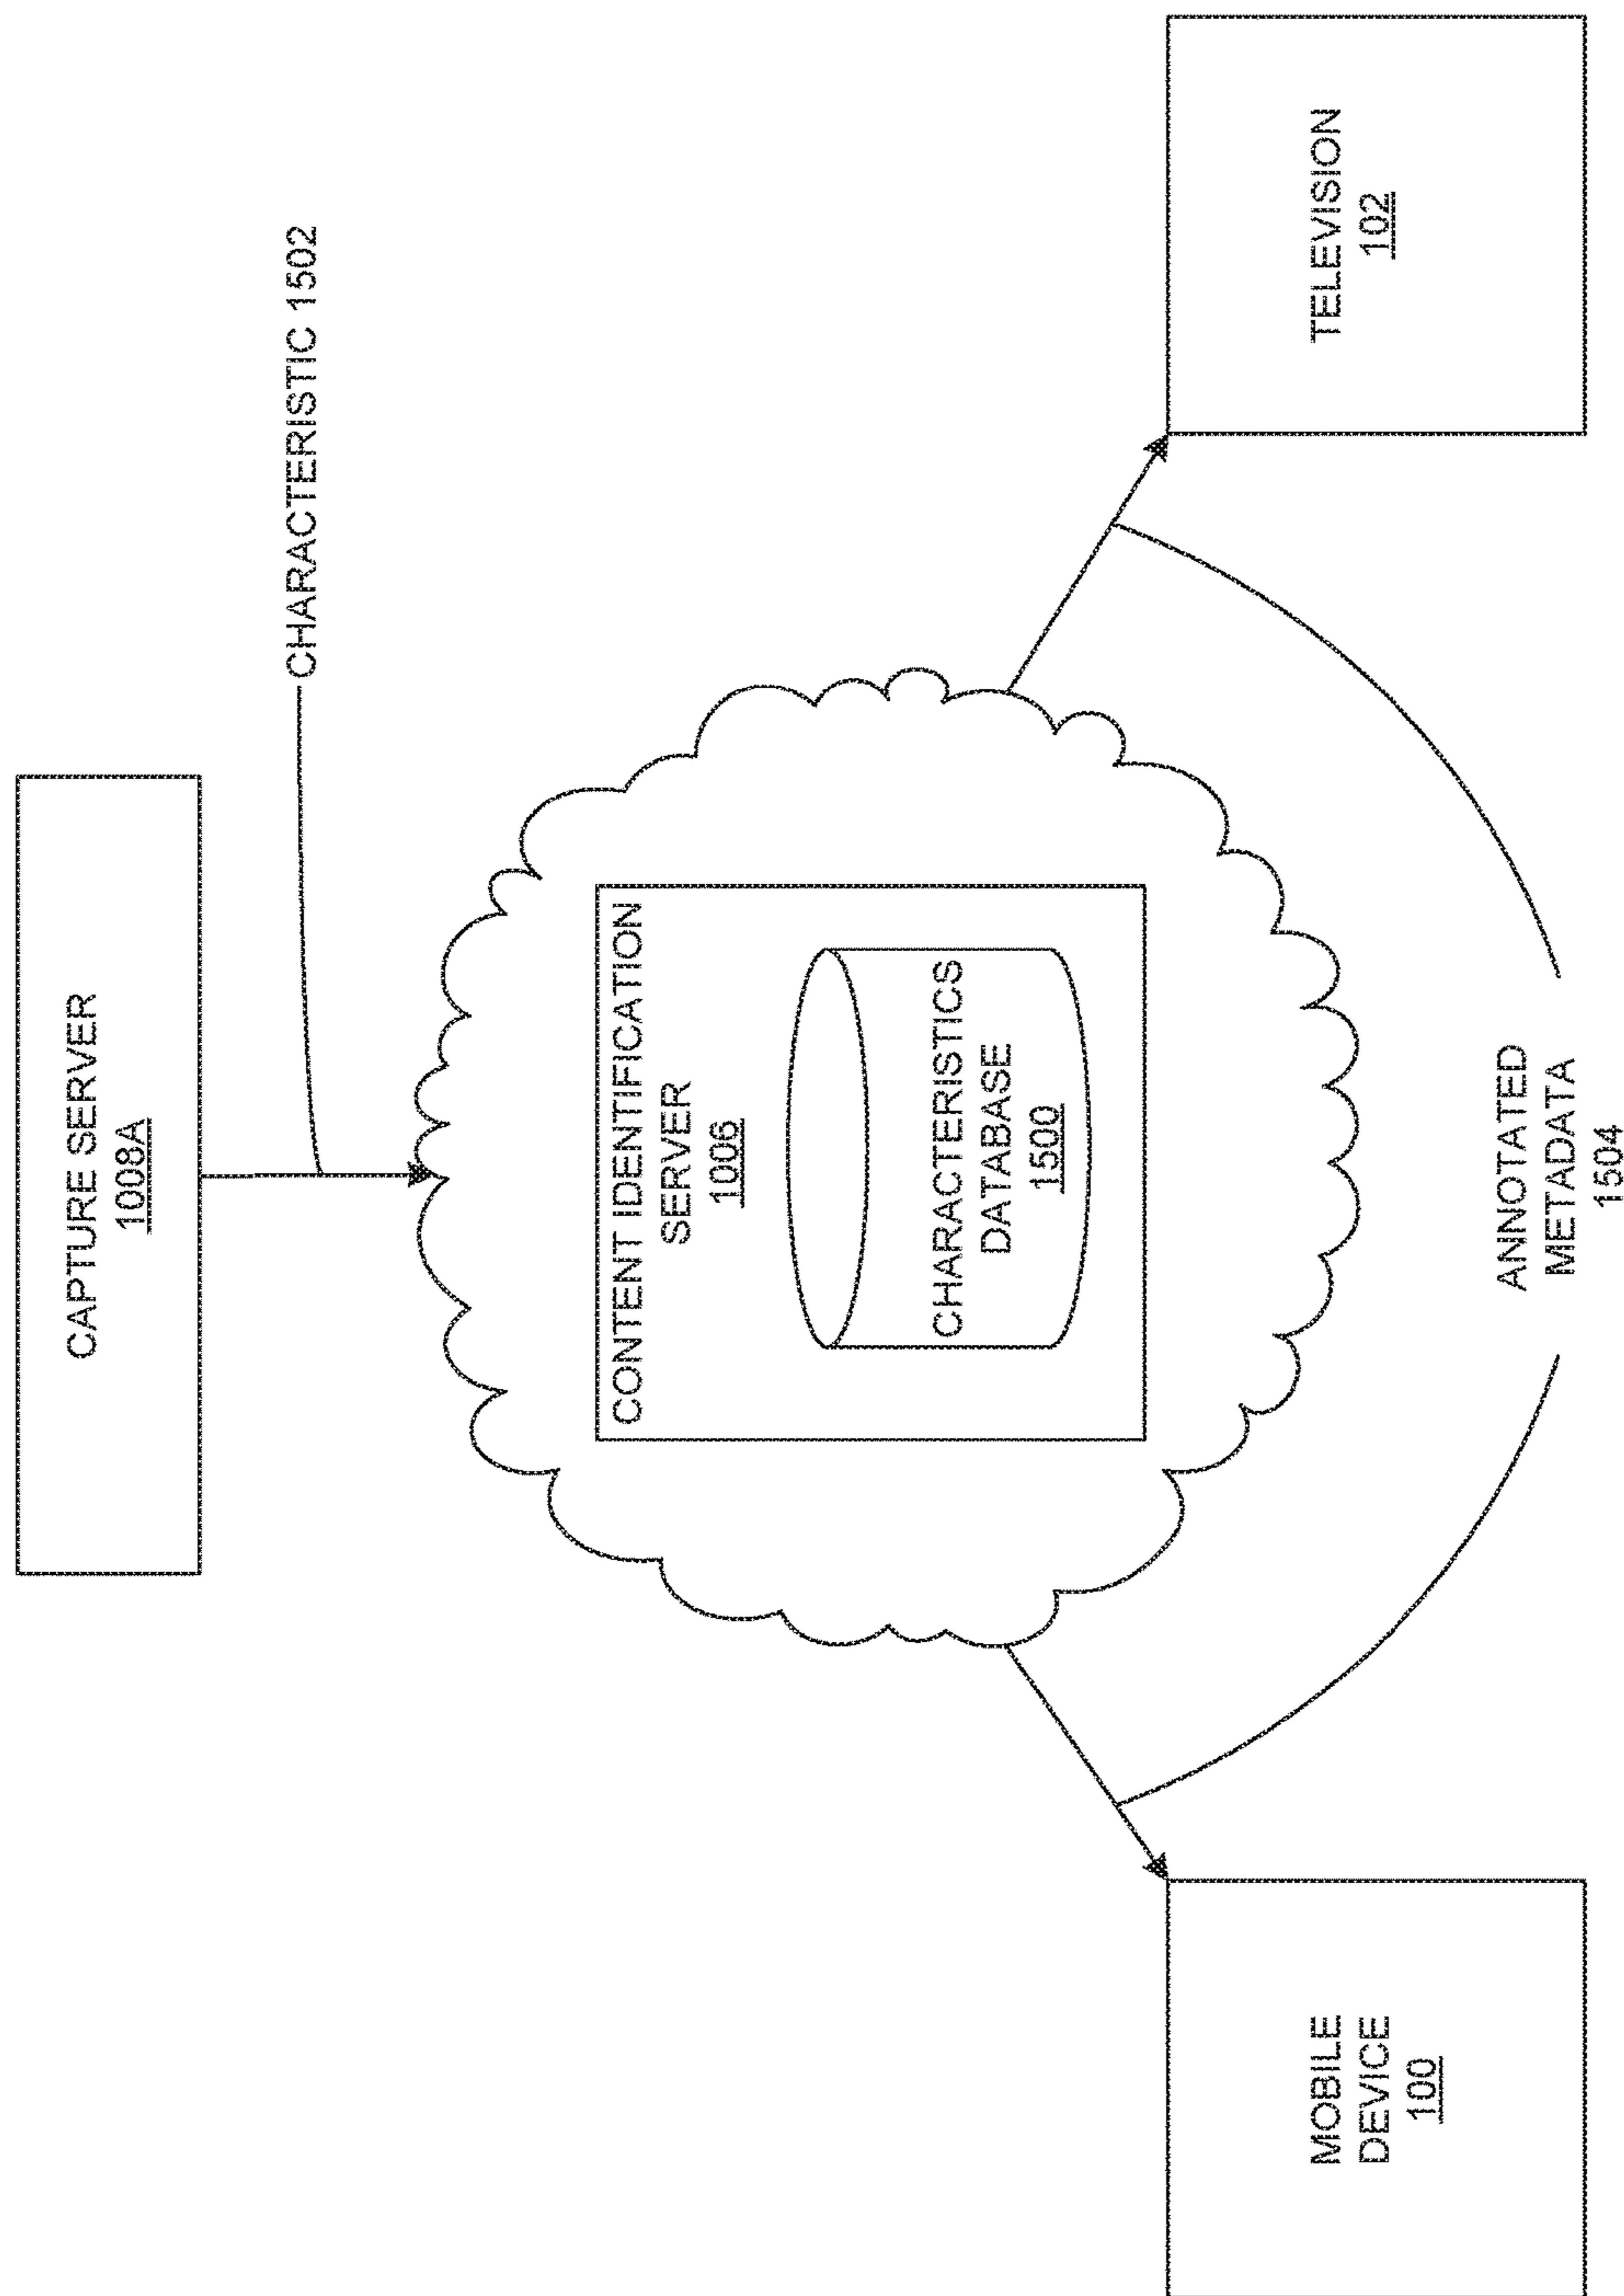 CAPTURE SERVER
1008A
CHARACTERISTIC 1502
CONTENT IDENTIFICATION
SERVER
1006
CHARACTERISTICS
DATABASE
1500
MOBILE
DEVICE
100
TELEVISION
102
ANNOTATED
METADATA
1504